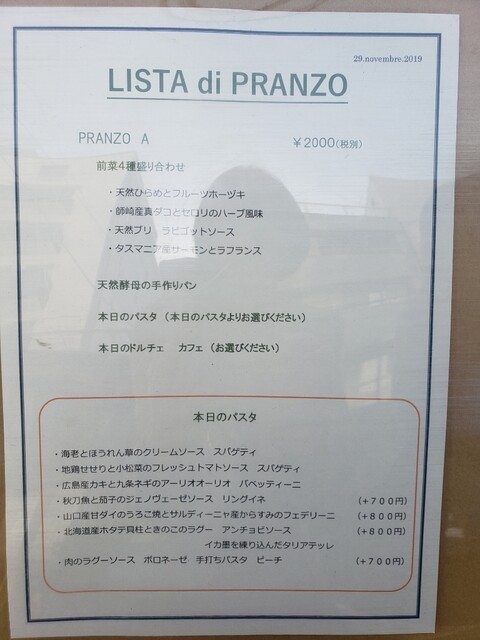 29.novembre.2019
LISTA di PRANZO
PRANZO A ￥2000(税別)
前菜4種盛り合わせ
・天然ひらめとフルーツホーヅキ
・師崎産真ダコとセロリのハーブ風味
・天然ブリ ラビゴットソース
・タスマニア産サーモンとラフランス
天然酵母の手作りパン
本日のパスタ（本日のパスタよりお選びください）
本日のドルチェ カフェ（お選びください）
本日のパスタ
・海老とほうれん草のクリームソース スパゲティ
・地鶏せせりと小松菜のフレッシュトマトソース スパゲティ
・広島産カキと九条ネギのアーリオオーリオ バベッティーニ
・秋刀魚と茄子のジェノヴェーゼソース リングイネ （+700円）
・山口産甘ダイのうろこ焼とサルディーニャ産からすみのフェデリーニ （+800円）
・北海道産ホタテ貝柱ときのこのラグー アンチョビソース （+800円）
イカ墨を練り込んだタリアテッレ
・肉のラグーソース ボロネーゼ 手打ちパスタ ピーチ （+700円）